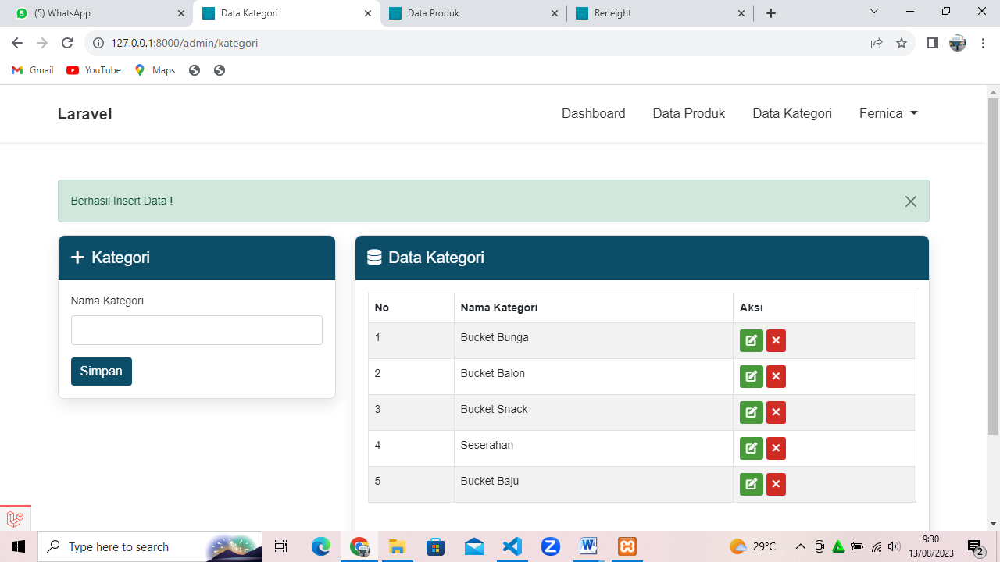 (5) WhatsApp
Data Kategori
Data Produk
Reneight
127.0.0.1:8000/admin/kategori
Gmail
YouTube
Maps
Laravel
Dashboard
Data Produk
Data Kategori
Fernica
Berhasil Insert Data !
Kategori
Nama Kategori
Simpan
Data Kategori
No Nama Kategori Aksi
1 Bucket Bunga
2 Bucket Balon
3 Bucket Snack
4 Seserahan
5 Bucket Baju
Type here to search
29°C
9:30
13/08/2023
2